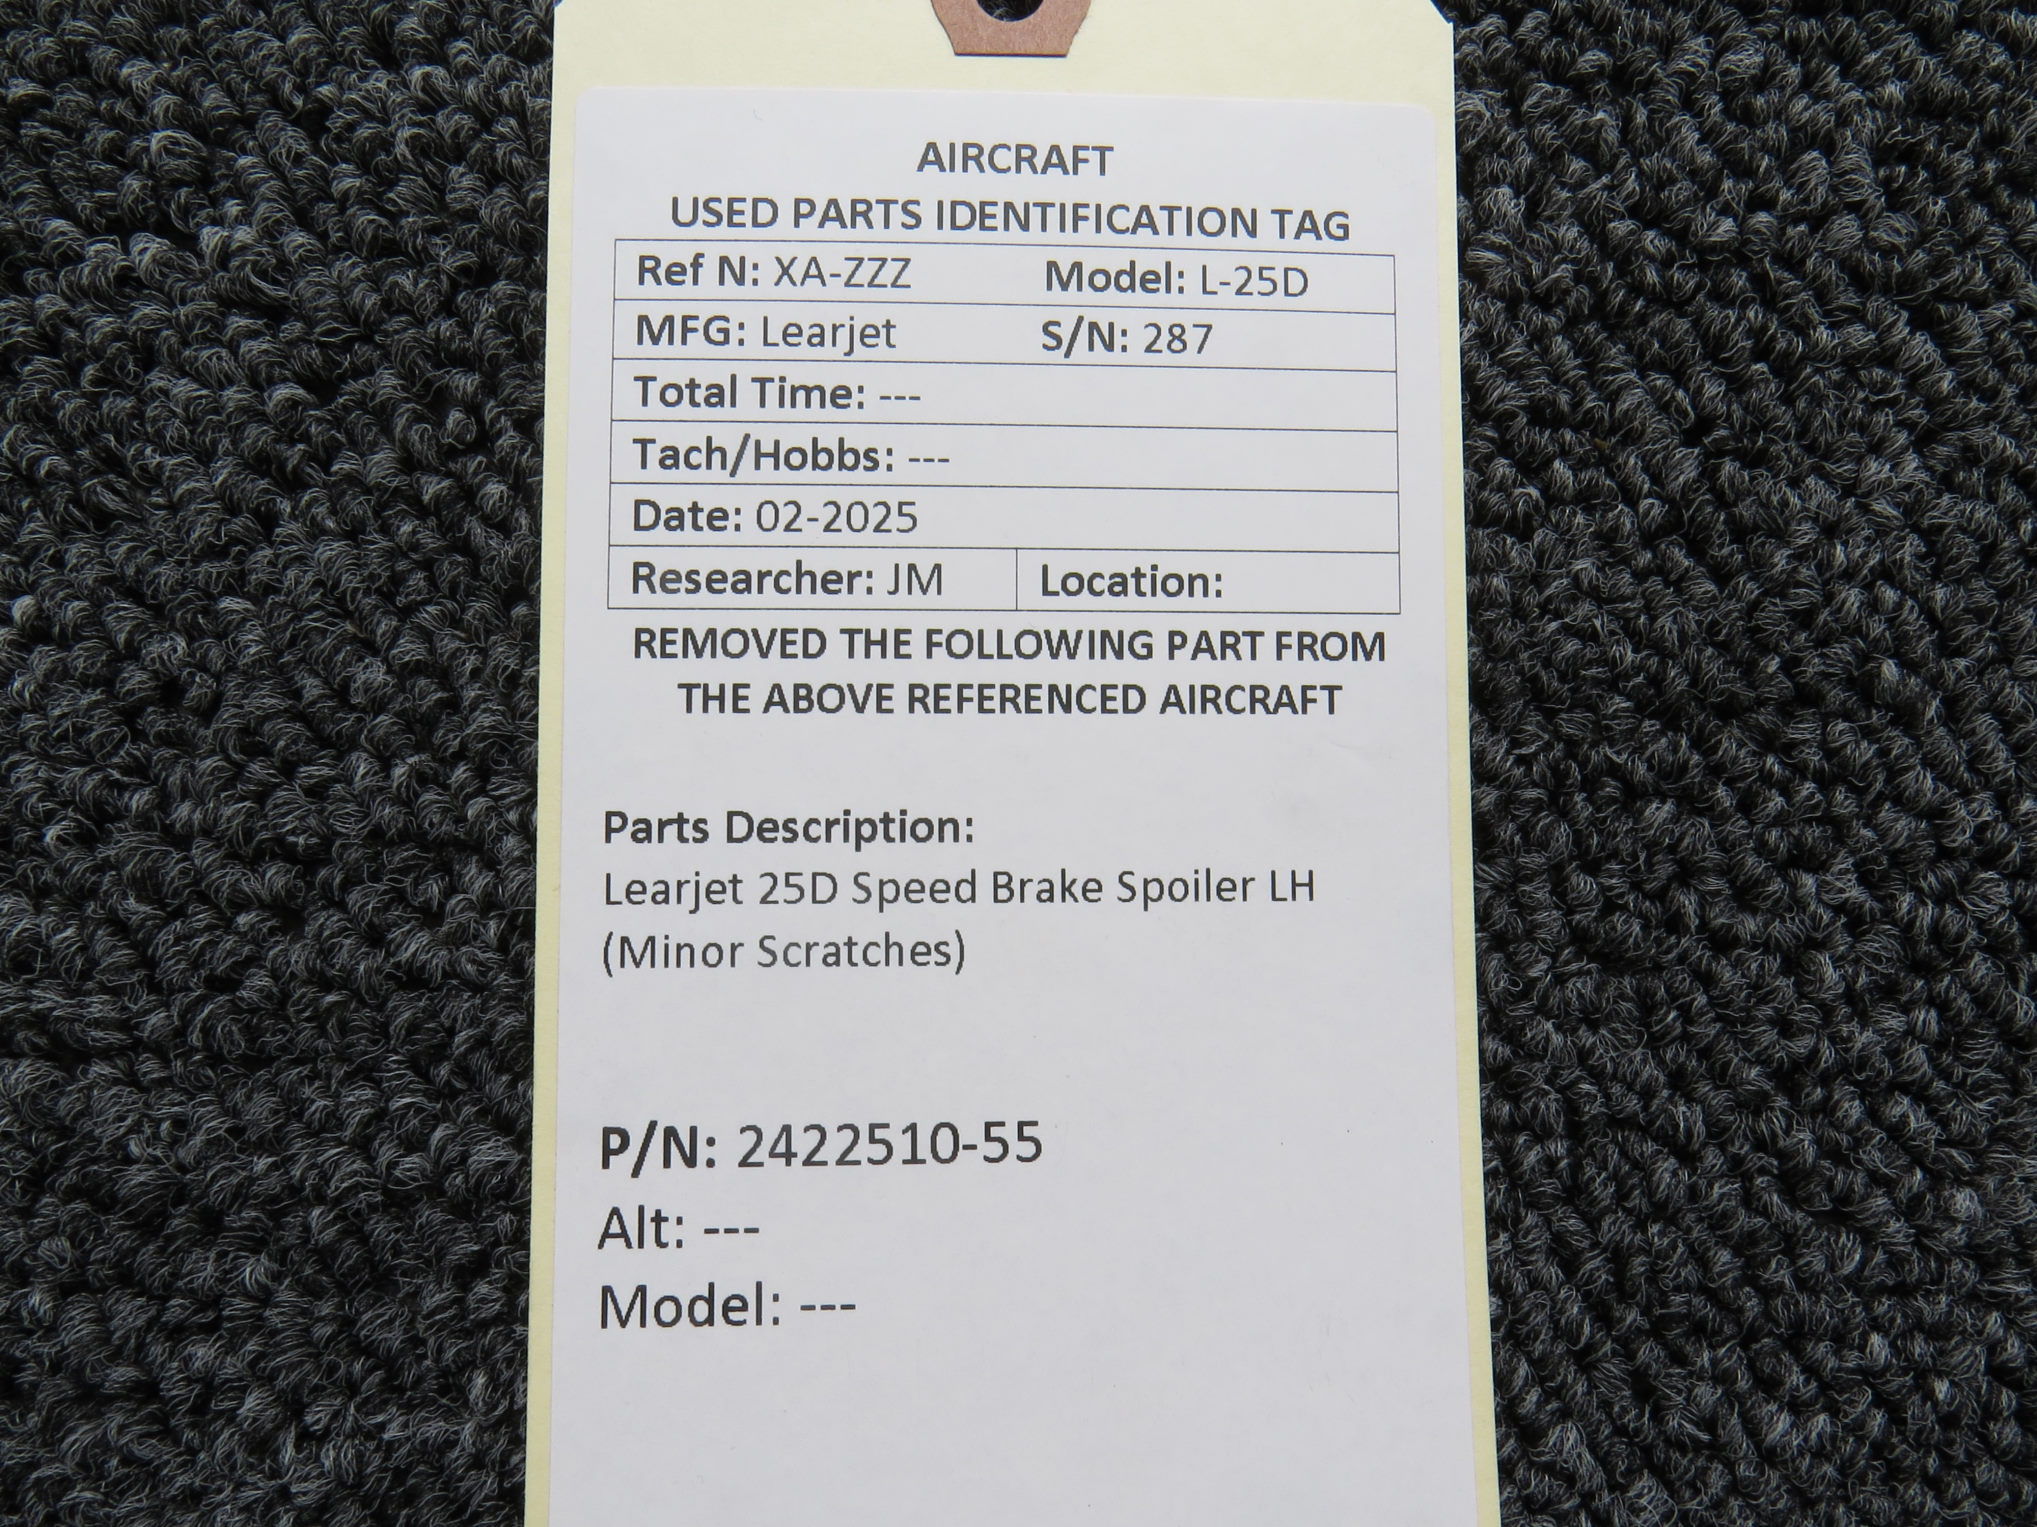 AIRCRAFT
USED PARTS IDENTIFICATION TAG
Ref N: XA-ZZZ Model: L-25D
MFG: Learjet S/N: 287
Total Time: ---
Tach/Hobbs: ---
Date: 02-2025
Researcher: JM Location:
REMOVED THE FOLLOWING PART FROM
THE ABOVE REFERENCED AIRCRAFT
Parts Description:
Learjet 25D Speed Brake Spoiler LH
(Minor Scratches)
P/N: 2422510-55
Alt: ---
Model: ---